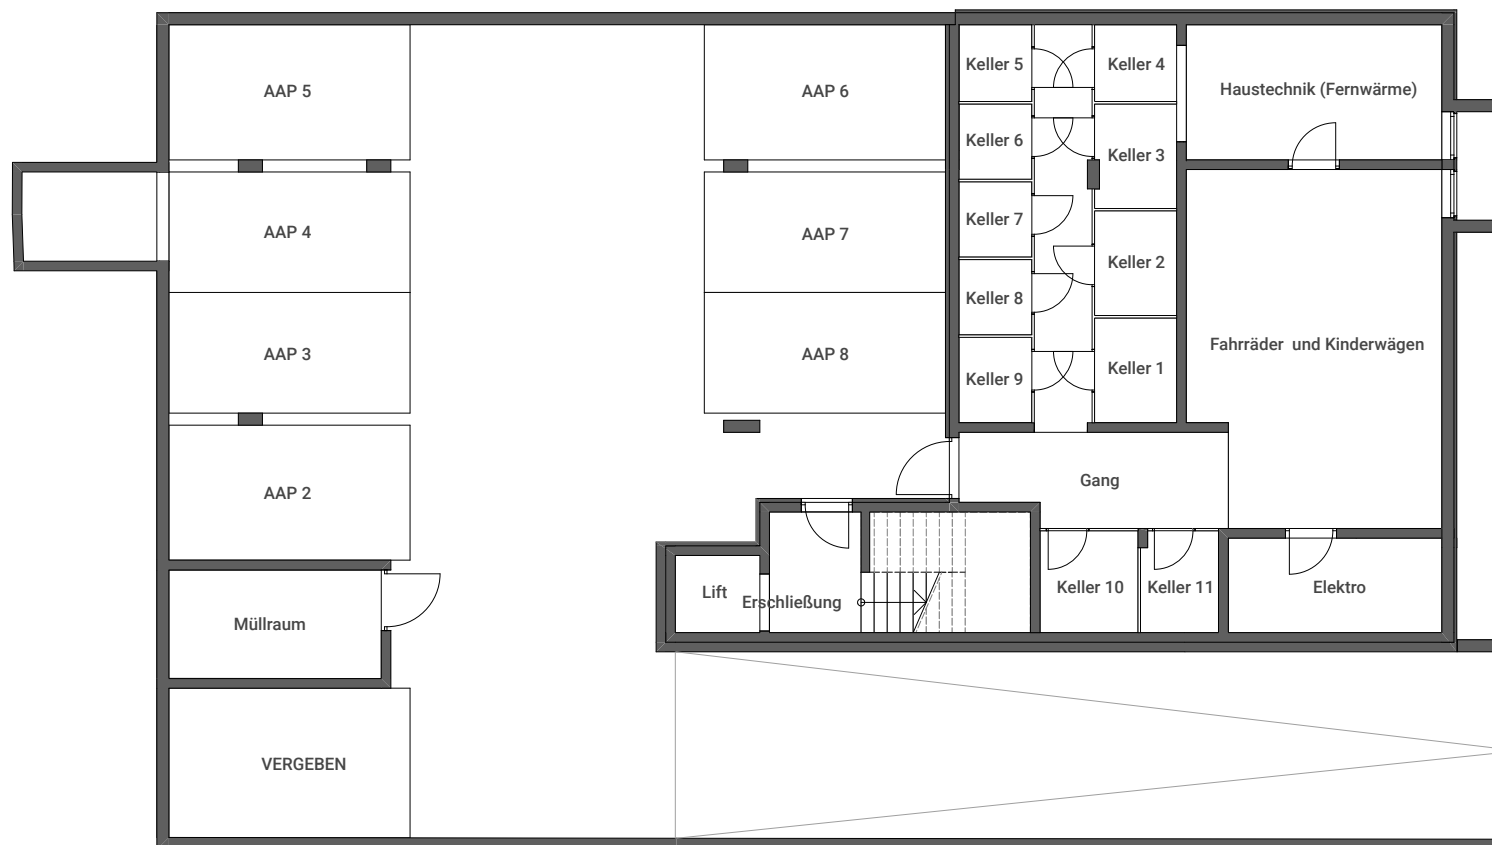 AAP 5
AAP 6
Keller 5
Keller 4
Haustechnik (Fernwärme)
Keller 6
Keller 3
AAP 4
AAP 7
Keller 7
Keller 2
Keller 8
AAP 3
AAP 8
Keller 9
Keller 1
Fahrräder und Kinderwägen
AAP 2
Gang
Müllraum
Lift
Erschließung
Keller 10
Keller 11
Elektro
VERGEBEN